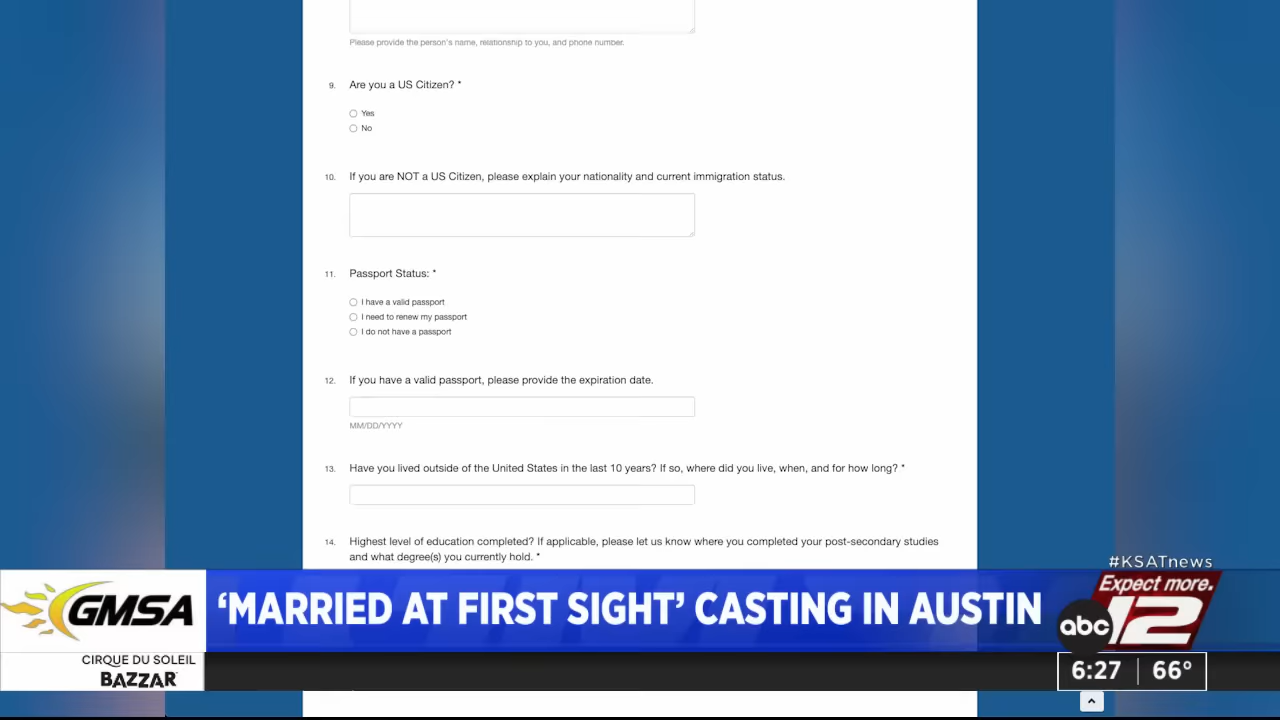 Please provide the person's name, relationship to you, and phone number.
9. Are you a US Citizen? *
Yes
No
10. If you are NOT a US Citizen, please explain your nationality and current immigration status.
11. Passport Status: *
I have a valid passport
I need to renew my passport
I do not have a passport
12. If you have a valid passport, please provide the expiration date.
MM/DD/YYYY
13. Have you lived outside of the United States in the last 10 years? If so, where did you live, when, and for how long? *
14. Highest level of education completed? If applicable, please let us know where you completed your post-secondary studies
and what degree(s) you currently hold. *
#KSATnews
GMSA
‘MARRIED AT FIRST SIGHT’ CASTING IN AUSTIN
Expect more.
abc 12
CIRQUE DU SOLEIL
BAZZAR
6:27 66°